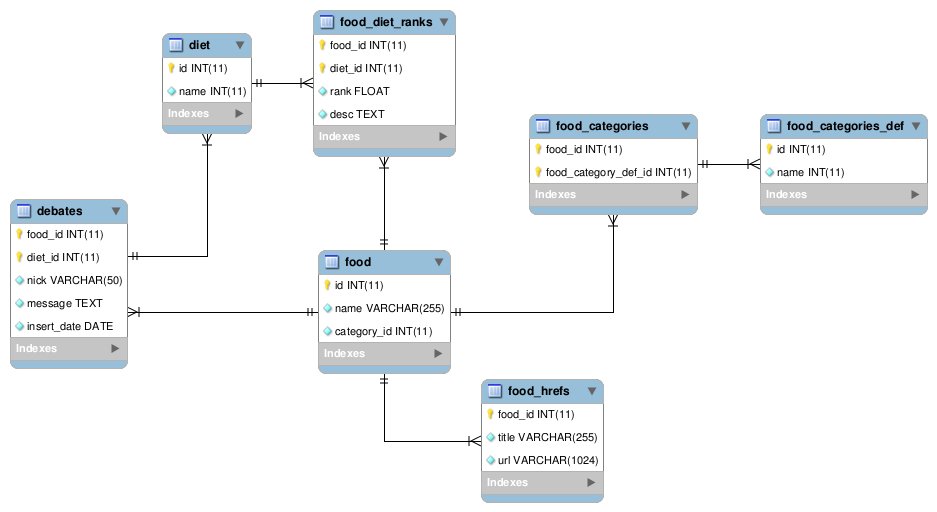 diet
id INT(11)
name INT(11)
Indexes
food_diet_ranks
food_id INT(11)
diet_id INT(11)
rank FLOAT
desc TEXT
Indexes
food_categories
food_id INT(11)
food_category_def_id INT(11)
Indexes
food_categories_def
id INT(11)
name INT(11)
Indexes
debates
food_id INT(11)
diet_id INT(11)
nick VARCHAR(50)
message TEXT
insert_date DATE
Indexes
food
id INT(11)
name VARCHAR(255)
category_id INT(11)
Indexes
food_hrefs
food_id INT(11)
title VARCHAR(255)
url VARCHAR(1024)
Indexes